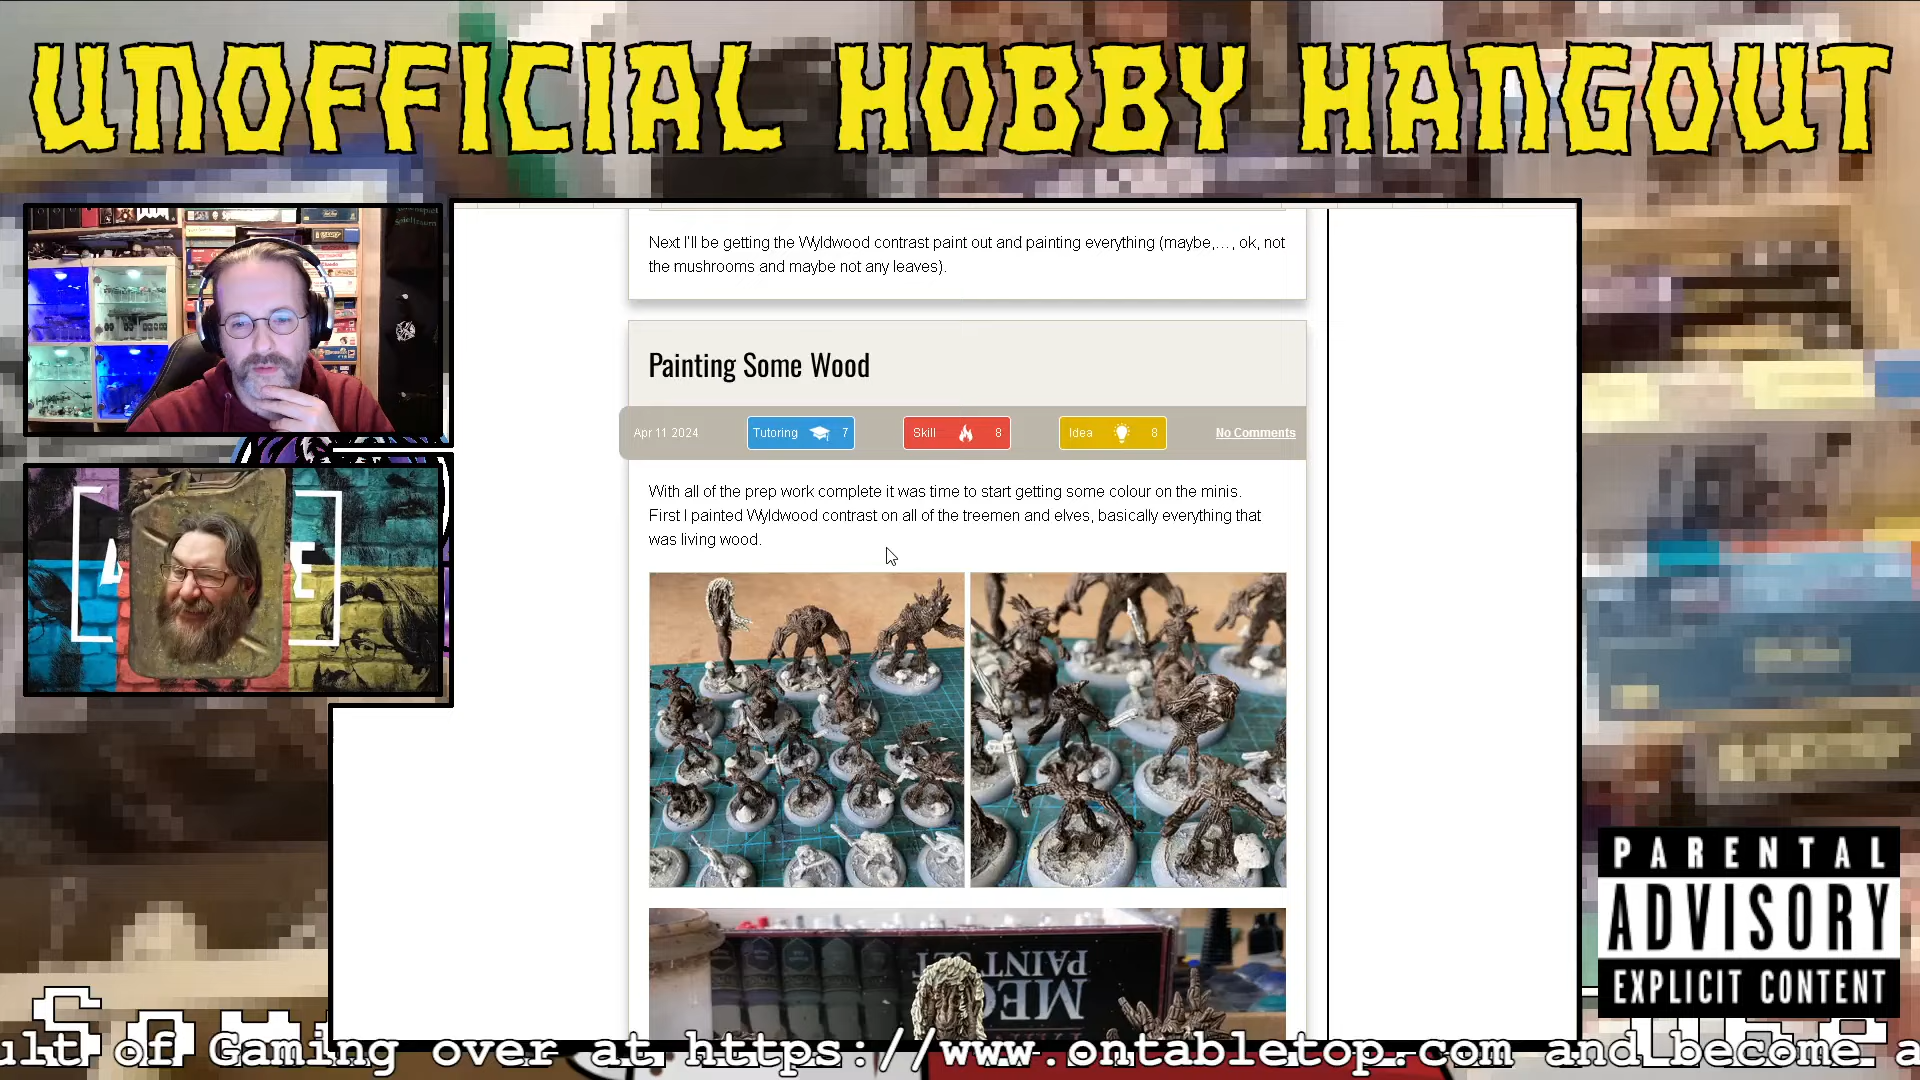 UNOFFICIAL HOBBY HANGOUT
Next I'll be getting the Wyldwood contrast paint out and painting everything (maybe,..., ok, not
the mushrooms and maybe not any leaves).
Painting Some Wood
Apr 11 2024
Tutoring 7
Skill 8
Idea 8
No Comments
With all of the prep work complete it was time to start getting some colour on the minis.
First I painted Wyldwood contrast on all of the treemen and elves, basically everything that
was living wood.
PAINT SET
PARENTAL
ADVISORY
EXPLICIT CONTENT
ult of Gaming over at https://www.ontabletop.com and become a